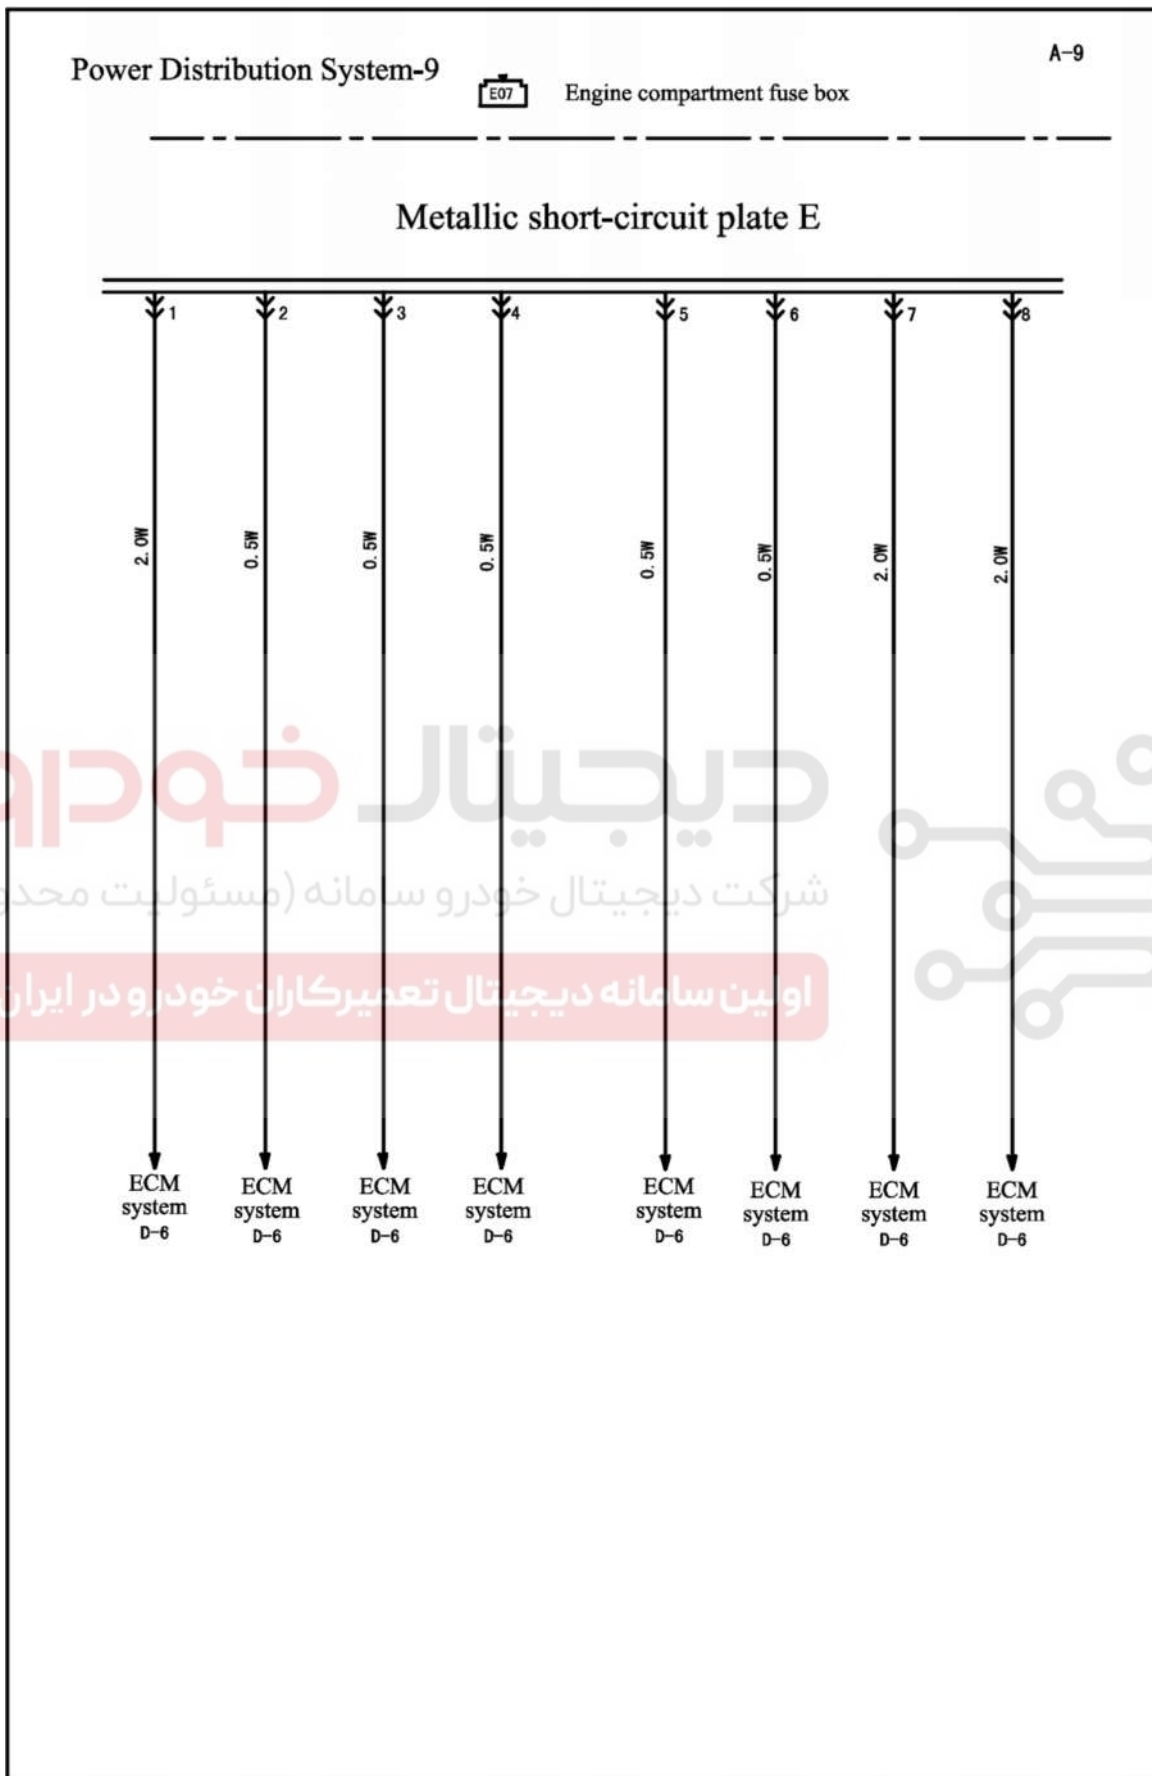 Power Distribution System-9
A-9
E07
Engine compartment fuse box
Metallic short-circuit plate E
1 2 3 4 5 6 7 8
2.0W 0.5W 0.5W 0.5W 0.5W 0.5W 2.0W 2.0W
دیجیتال خودرو
شرکت دیجیتال خودرو سامانه (مسئولیت
اولین سامانه دیجیتال تعمیرکاران خودرو در ایران
ECM ECM ECM ECM ECM ECM ECM ECM
system system system system system system system system
D-6 D-6 D-6 D-6 D-6 D-6 D-6 D-6